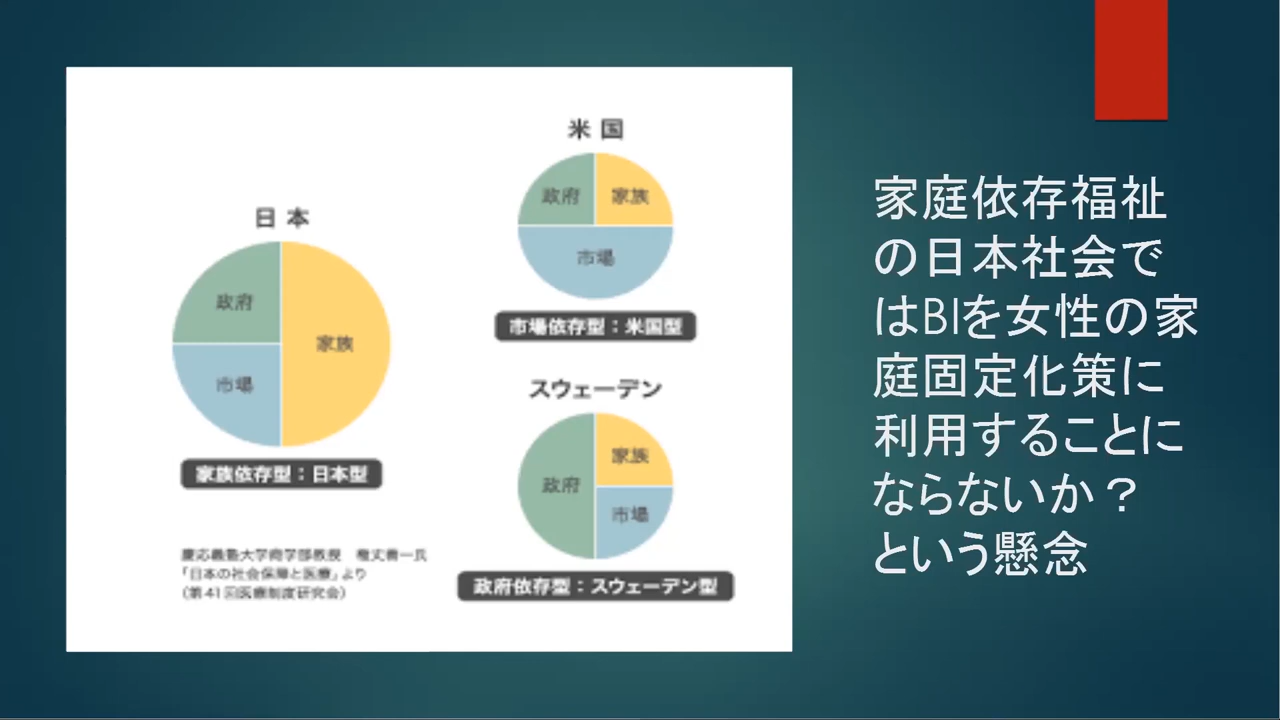 日本
政府
家族
市場
家族依存型：日本型
米国
政府
家族
市場
市場依存型：米国型
スウェーデン
家族
政府
市場
政府依存型：スウェーデン型
慶応義塾大学商学部教授　権丈善一氏
「日本の社会保障と医療」より
（第41回医療制度研究会）
家庭依存福祉
の日本社会で
はBIを女性の家
庭固定化策に
利用することに
ならないか？
という懸念